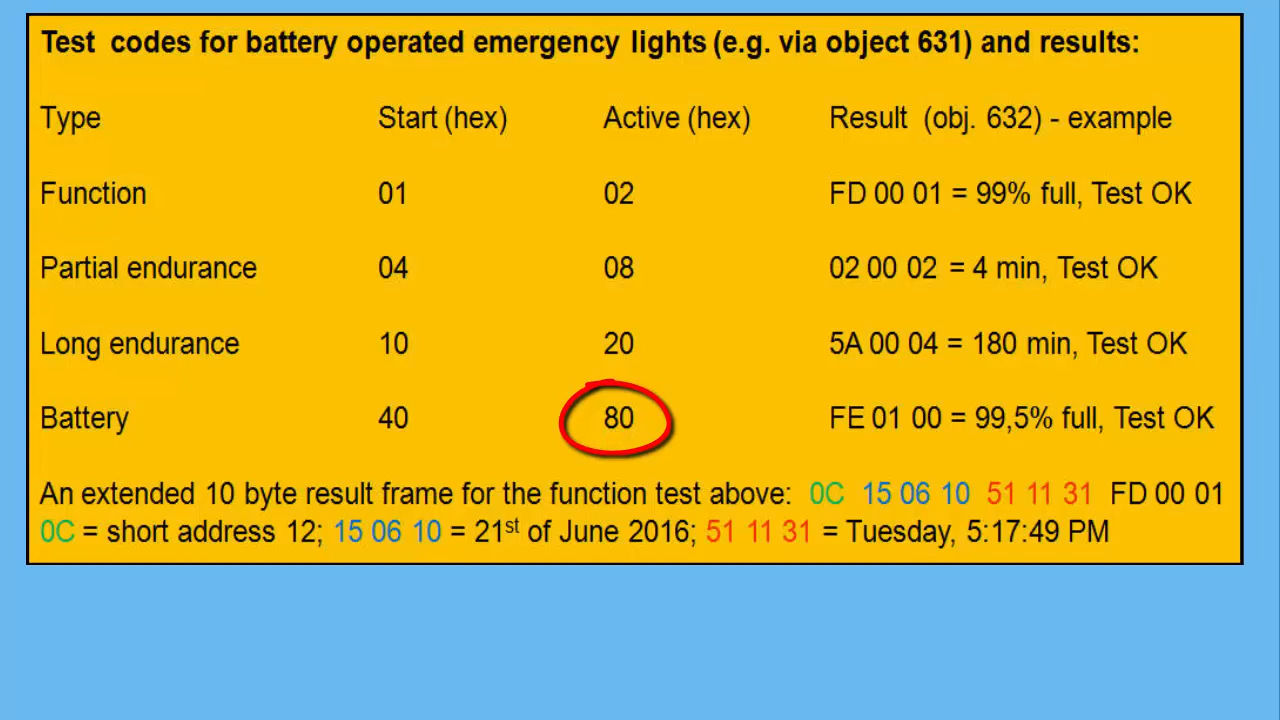 Test codes for battery operated emergency lights (e.g. via object 631) and results:
Type Start (hex) Active (hex) Result (obj. 632) - example
Function 01 02 FD 00 01 = 99% full, Test OK
Partial endurance 04 08 02 00 02 = 4 min, Test OK
Long endurance 10 20 5A 00 04 = 180 min, Test OK
Battery 40 80 FE 01 00 = 99,5% full, Test OK
An extended 10 byte result frame for the function test above: 0C 15 06 10 51 11 31 FD 00 01
0C = short address 12; 15 06 10 = 21st of June 2016; 51 11 31 = Tuesday, 5:17:49 PM